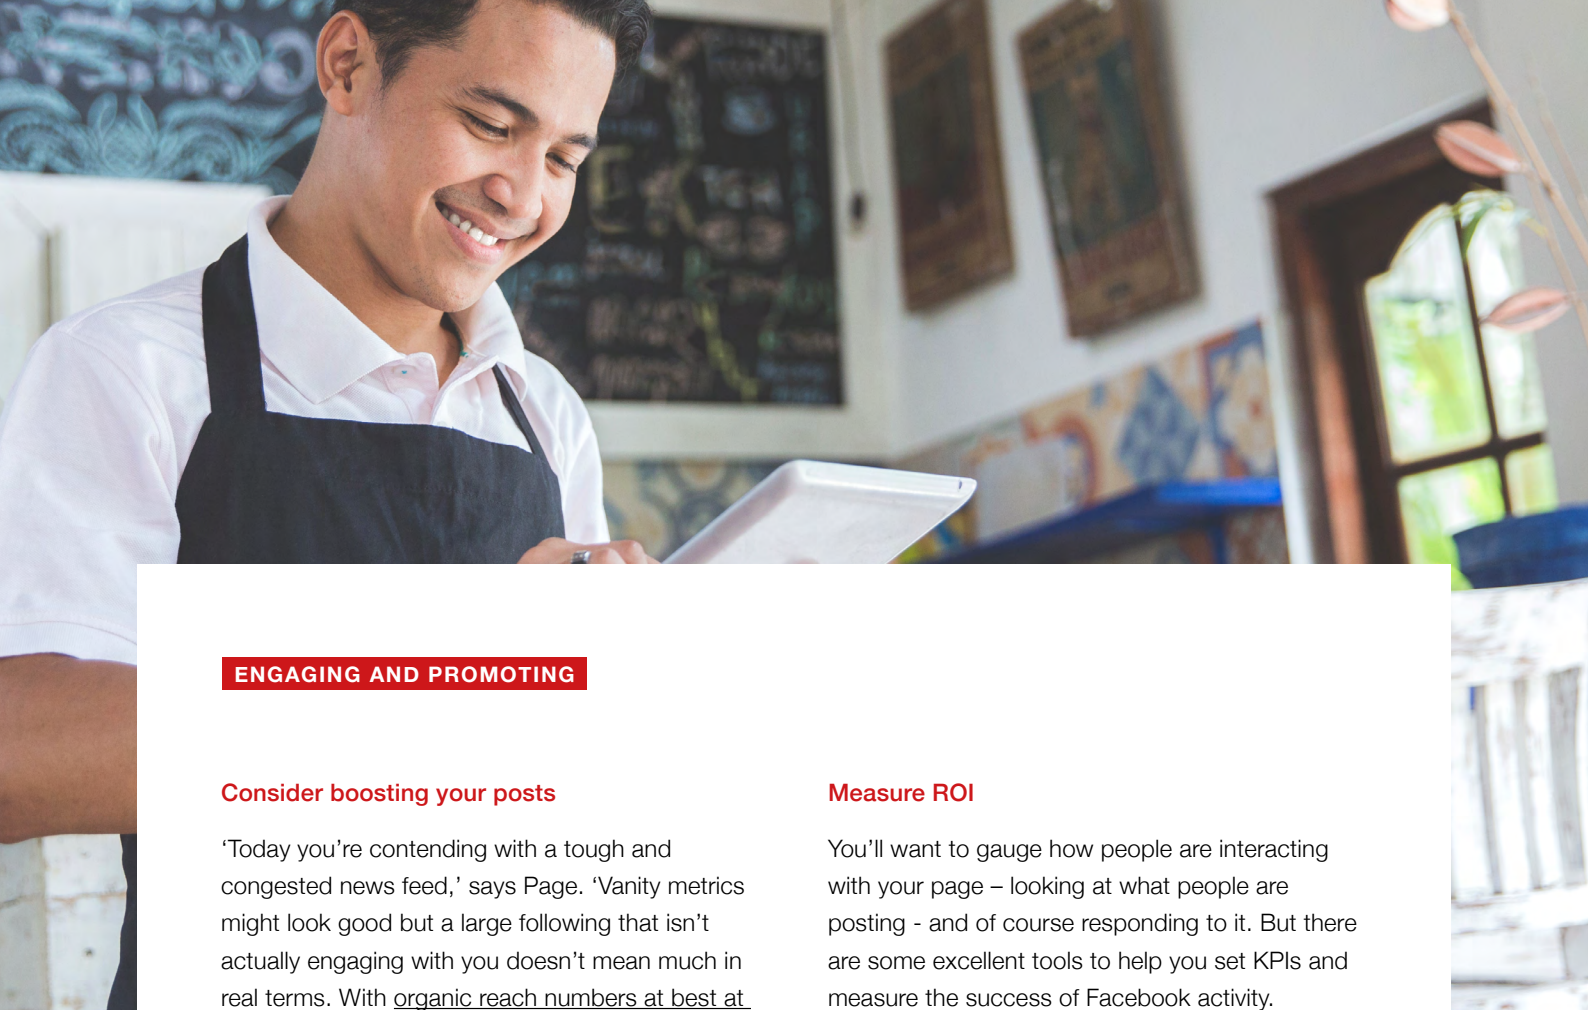 ENGAGING AND PROMOTING
Consider boosting your posts
‘Today you’re contending with a tough and
congested news feed,’ says Page. ‘Vanity metrics
might look good but a large following that isn’t
actually engaging with you doesn’t mean much in
real terms. With organic reach numbers at best at
Measure ROI
You’ll want to gauge how people are interacting
with your page – looking at what people are
posting - and of course responding to it. But there
are some excellent tools to help you set KPIs and
measure the success of Facebook activity.